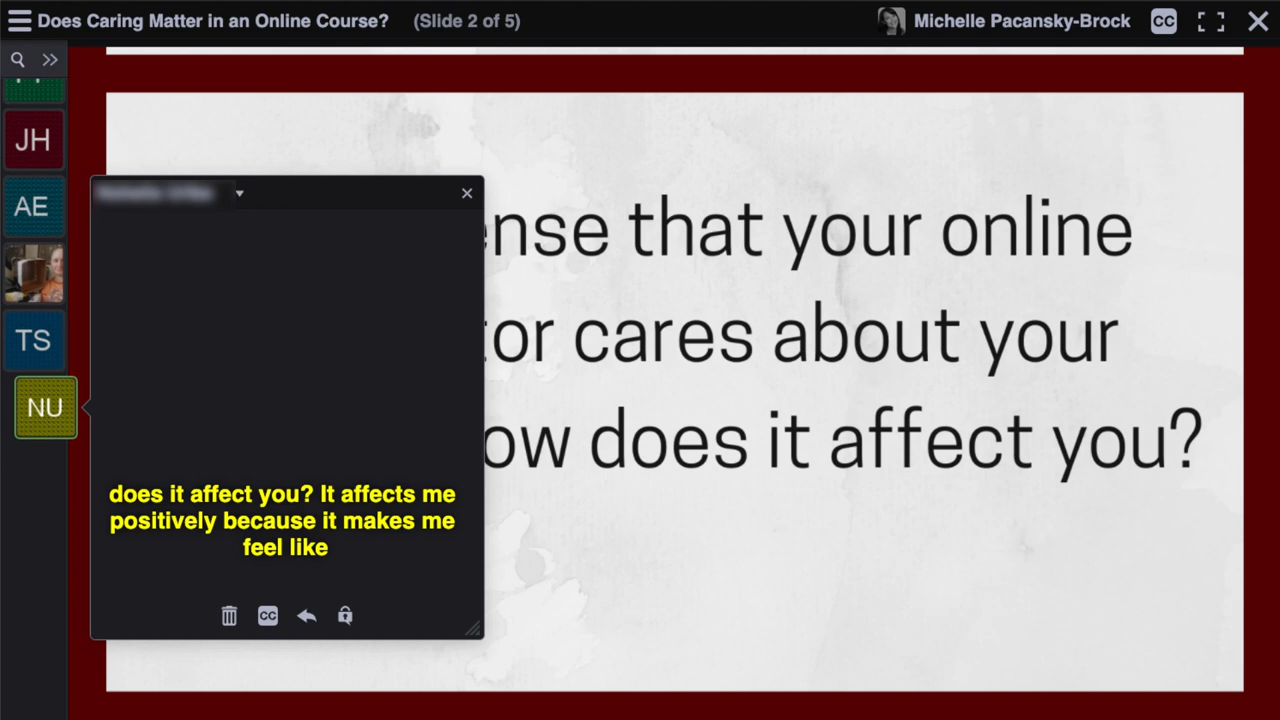 Does Caring Matter in an Online Course? (Slide 2 of 5)
Michelle Pacansky-Brock
CC
JH
AE
TS
NU
ense that your online
tor cares about your
ow does it affect you?
does it affect you? It affects me
positively because it makes me
feel like
CC